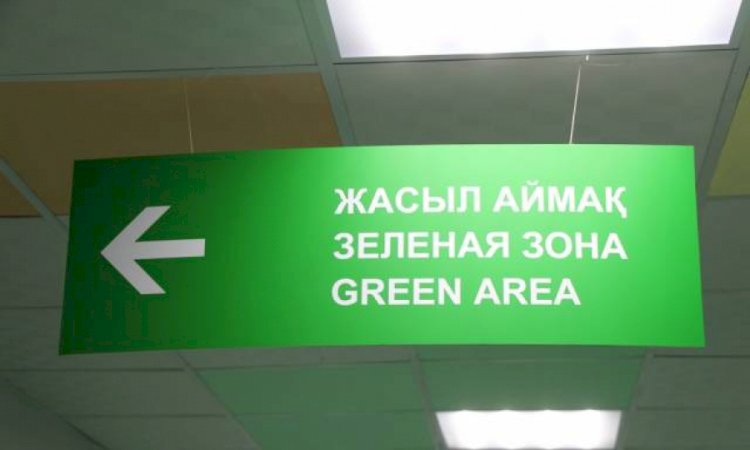 ЖАСЫЛ АЙМАҚ
ЗЕЛЕНАЯ ЗОНА
GREEN AREA